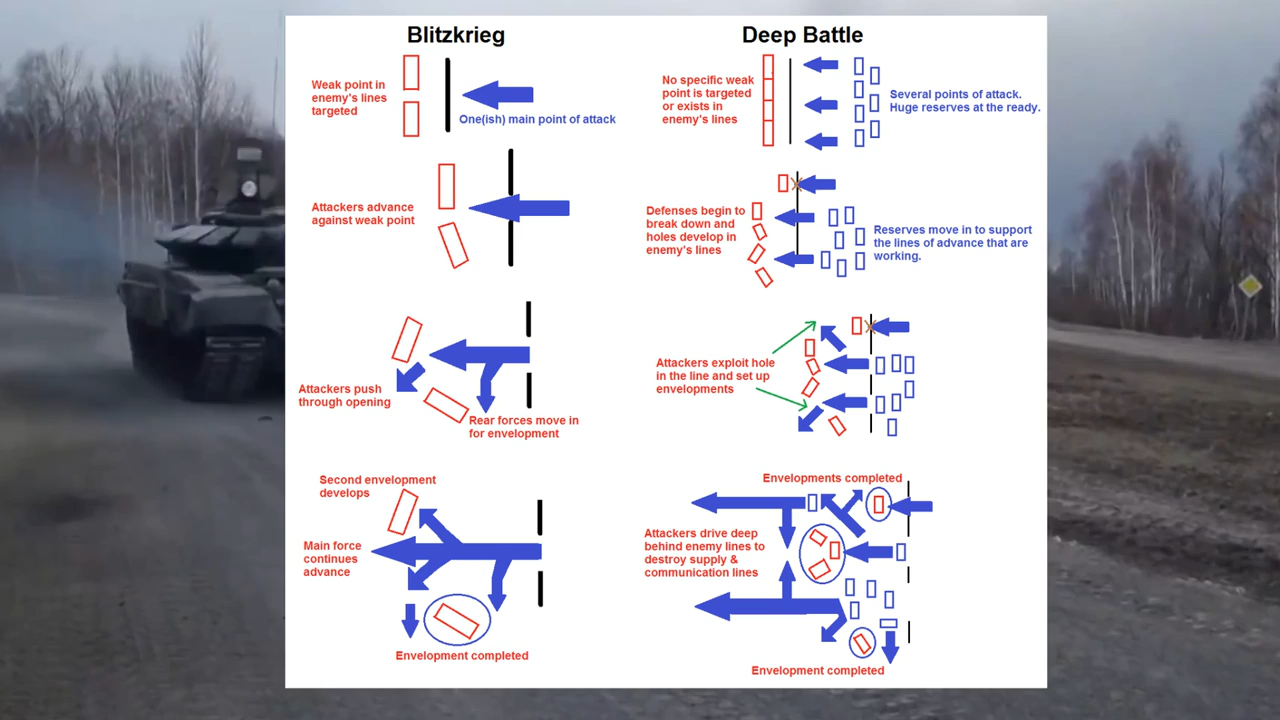 Blitzkrieg
Weak point in
enemy's lines
targeted
One(ish) main point of attack
Attackers advance
against weak point
Attackers push
through opening
Rear forces move in
for envelopment
Second envelopment
develops
Main force
continues
advance
Envelopment completed
Deep Battle
No specific weak
point is targeted
or exists in
enemy's lines
Several points of attack.
Huge reserves at the ready.
Defenses begin to
break down and
holes develop in
enemy's lines
Reserves move in to support
the lines of advance that are
working.
Attackers exploit hole
in the line and set up
envelopments
Envelopments completed
Attackers drive deep
behind enemy lines to
destroy supply &
communication lines
Envelopment completed